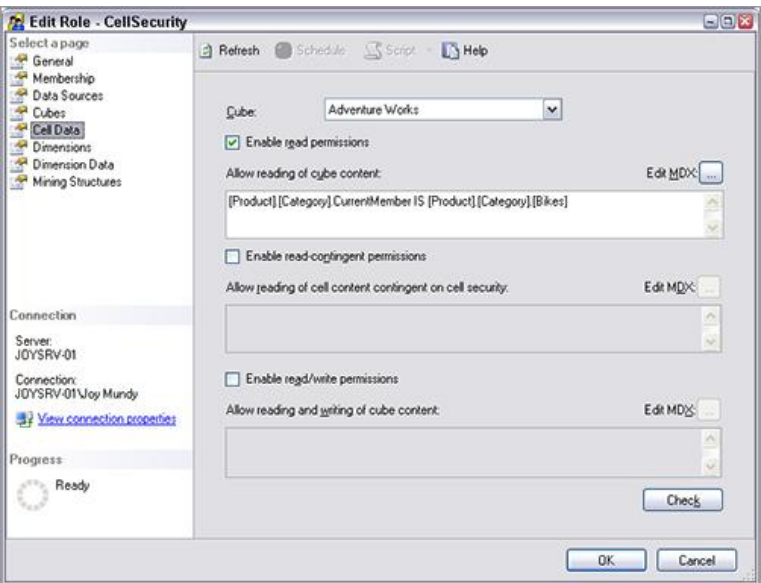 Edit Role - CellSecurity
Select a page
General
Membership
Data Sources
Cubes
Cell Data
Dimensions
Dimension Data
Mining Structures
Connection
Server:
JOYSRV-01
Connection:
JOYSRV-01\Joy Mundy
View connection properties
Progress
Ready
Refresh Schedule Script Help
Cube: Adventure Works
Enable read permissions
Allow reading of cube content: Edit MDX: ...
[Product].[Category].CurrentMember IS [Product].[Category].[Bikes]
Enable read-contingent permissions
Allow reading of cell content contingent on cell security: Edit MDX: ...
Enable read/write permissions
Allow reading and writing of cube content: Edit MDX: ...
Check
OK Cancel